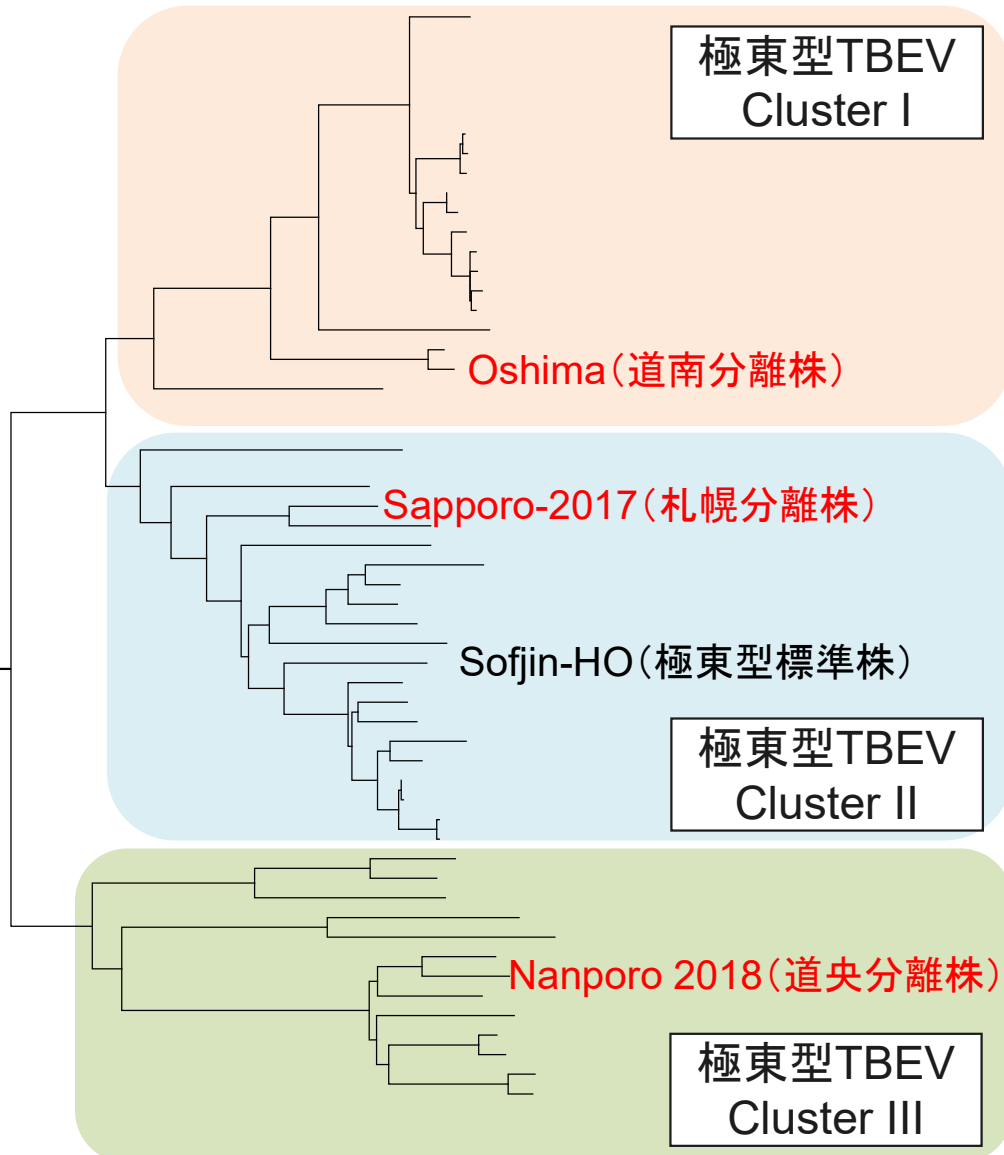 極東型TBEV
Cluster I
Oshima(道南分離株)
Sapporo-2017(札幌分離株)
Sofjin-HO(極東型標準株)
極東型TBEV
Cluster II
Nanporo 2018(道央分離株)
極東型TBEV
Cluster III